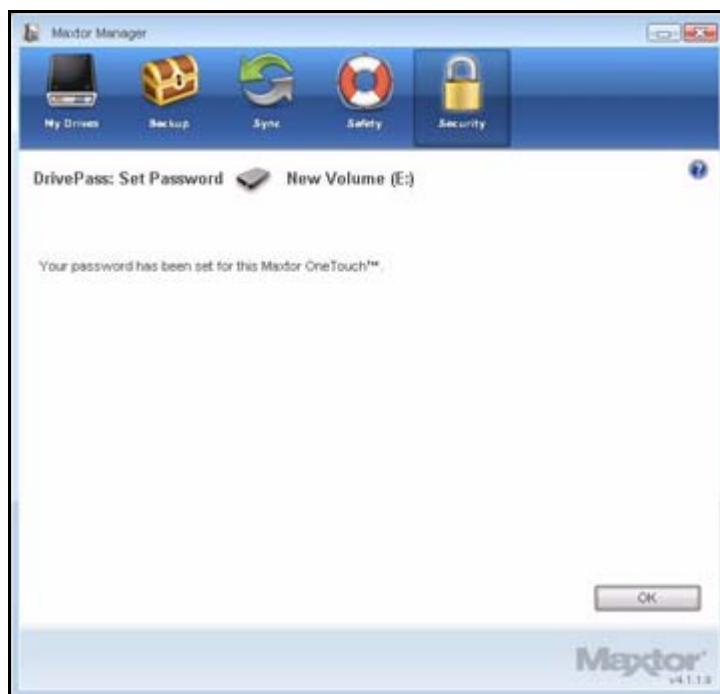 Maxtor Manager
My Drives Backup Sync Safety Security
DrivePass: Set Password New Volume (E:)
?
Your password has been set for this Maxtor OneTouch™.
OK
Maxtor
v4.1.1.8